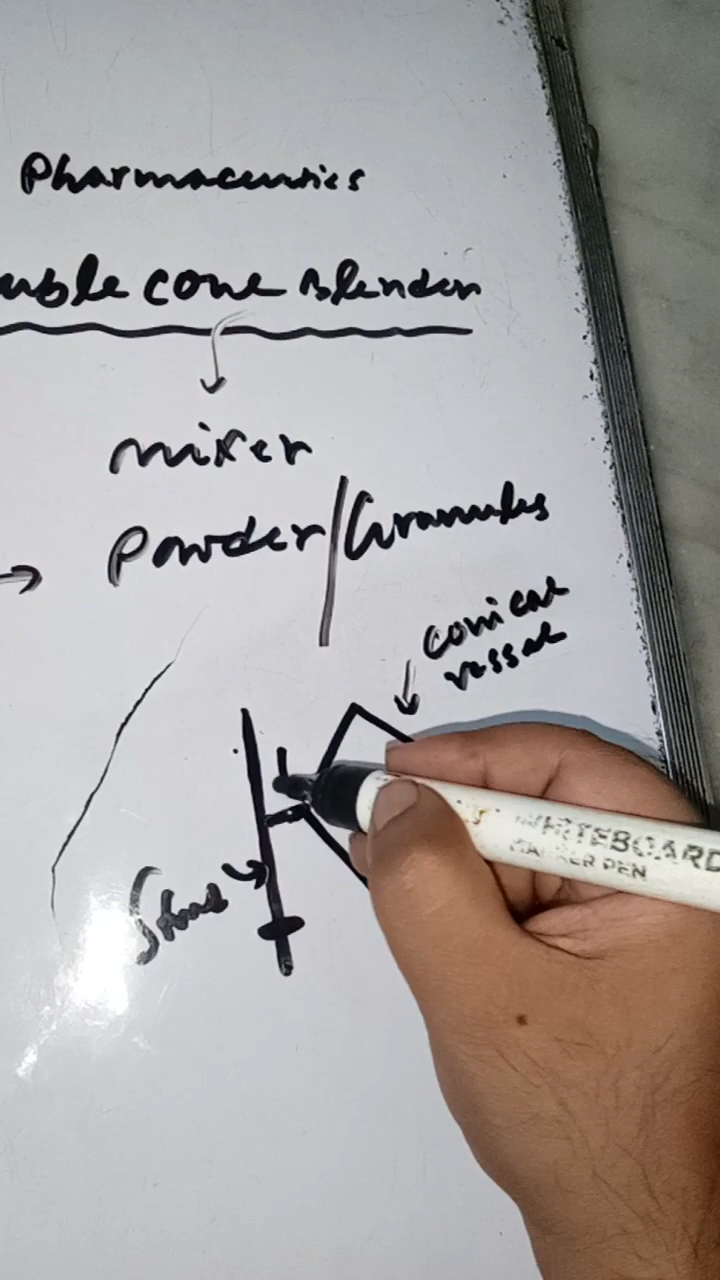 Pharmaceutics
uble cone Blender
mixer
Powder/Granules
conical
vessel
Stand
WHITEBOARD
MARKER PEN